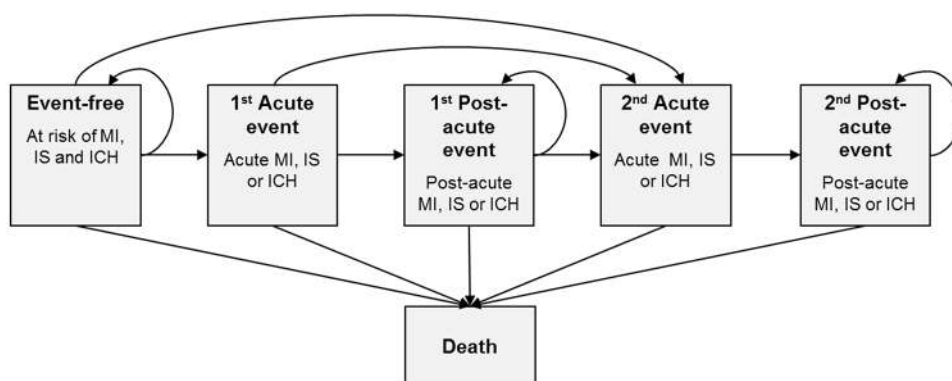 Event-free
At risk of MI,
IS and ICH
1st Acute
event
Acute MI, IS
or ICH
1st Post-
acute
event
Post-acute
MI, IS or ICH
2nd Acute
event
Acute MI, IS
or ICH
2nd Post-
acute
event
Post-acute
MI, IS or ICH
Death